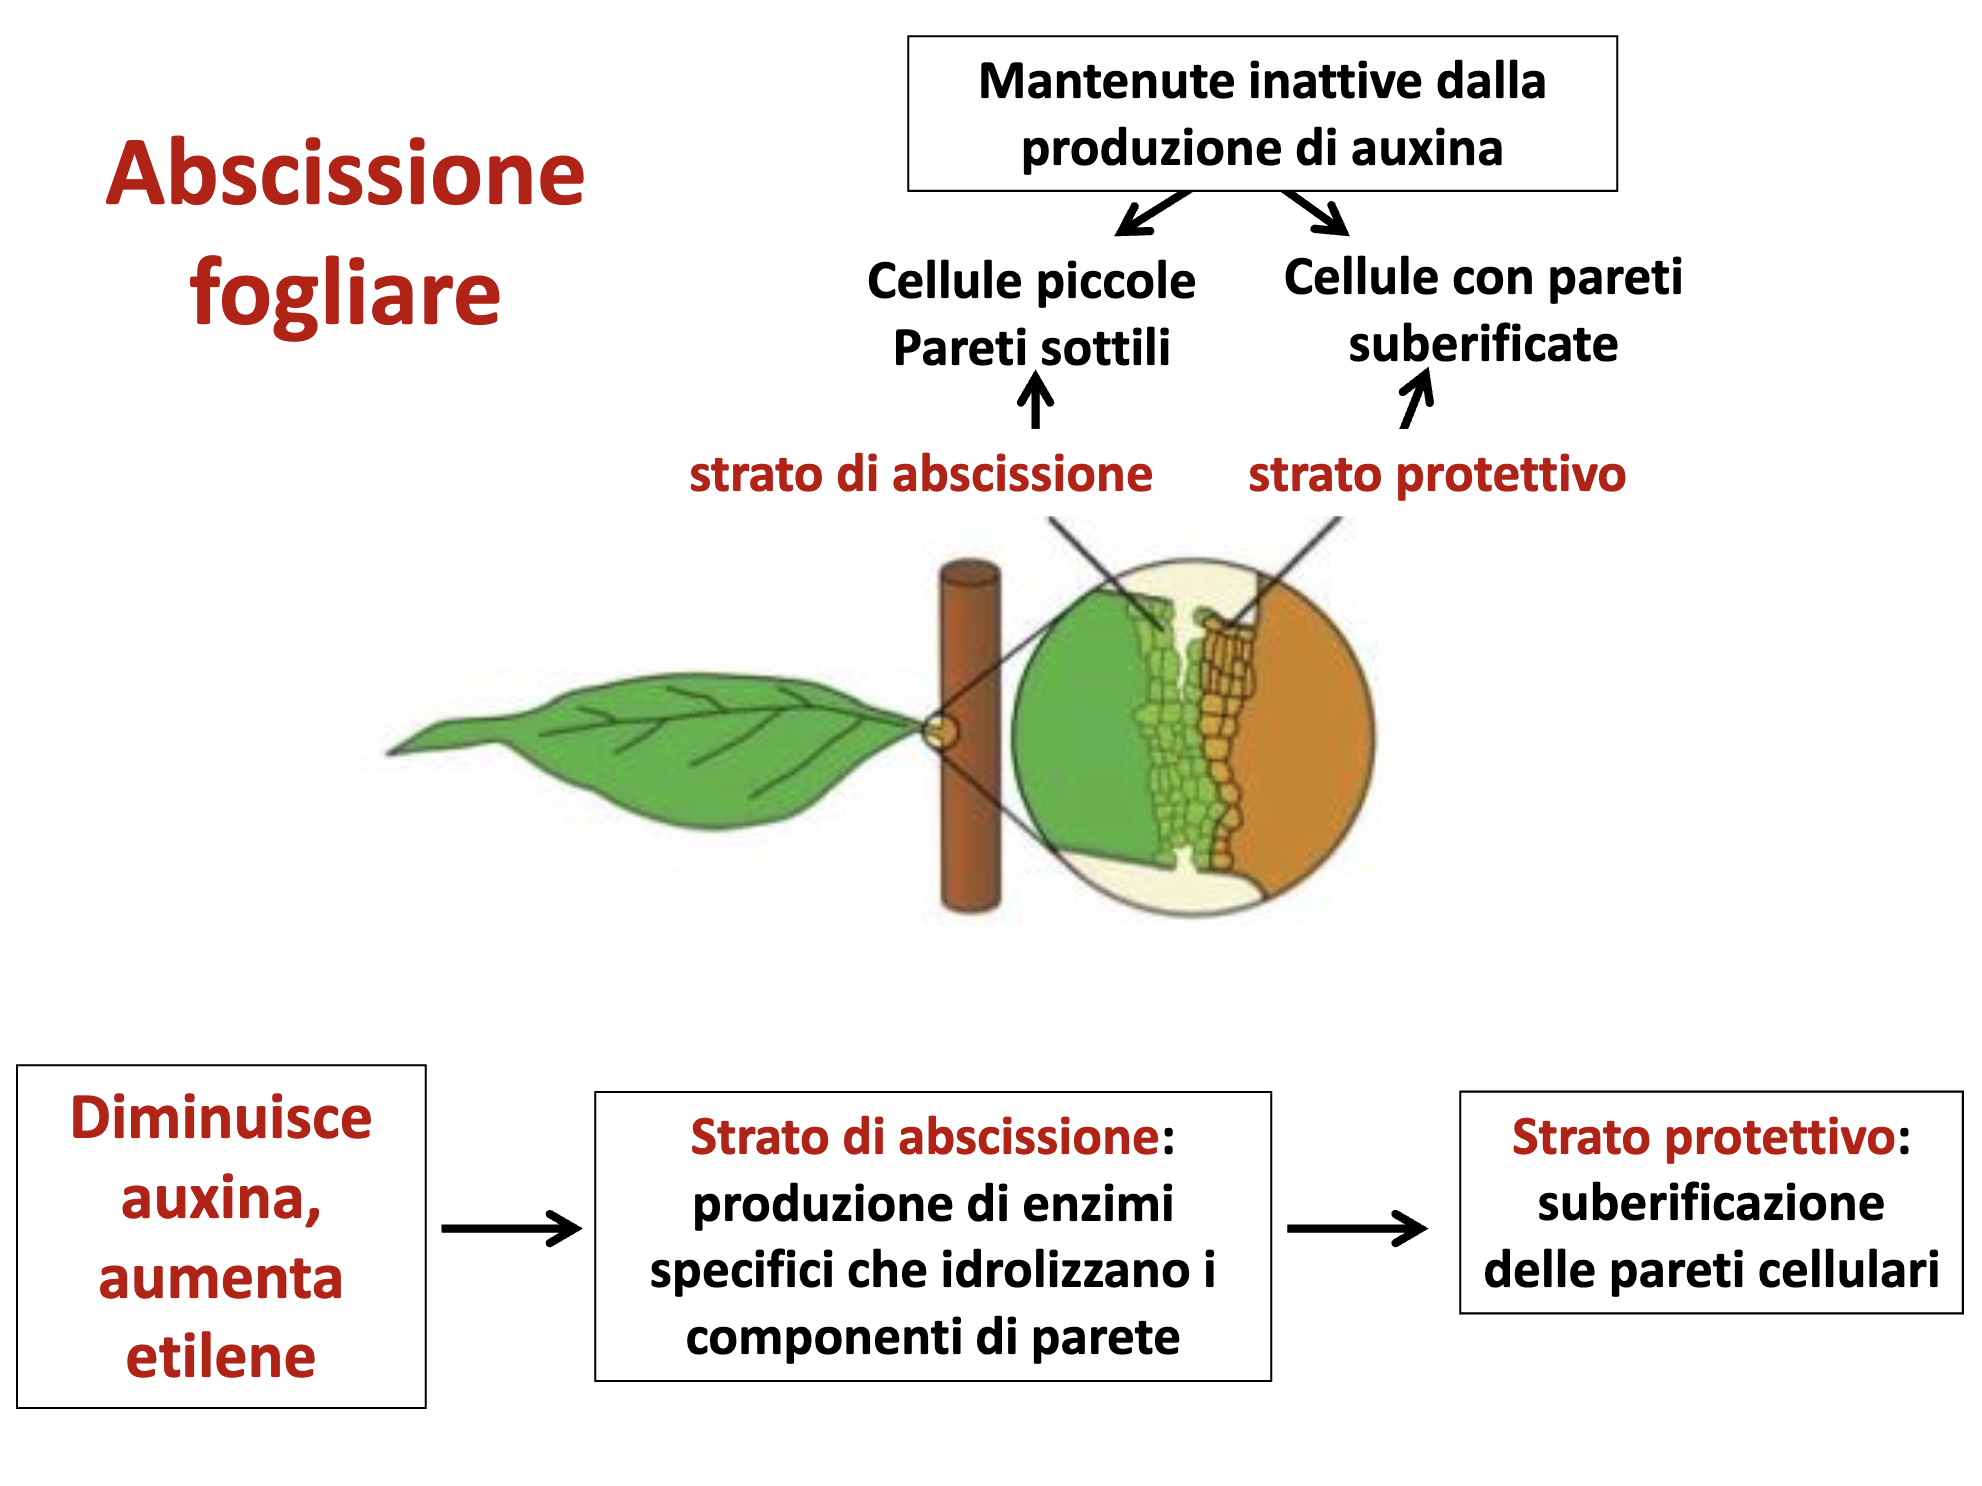 Abscissione
fogliare
Mantenute inattive dalla
produzione di auxina
Cellule piccole
Pareti sottili
Cellule con pareti
suberificate
strato di abscissione
strato protettivo
Diminuisce
auxina,
aumenta
etilene
Strato di abscissione:
produzione di enzimi
specifici che idrolizzano i
componenti di parete
Strato protettivo:
suberificazione
delle pareti cellulari